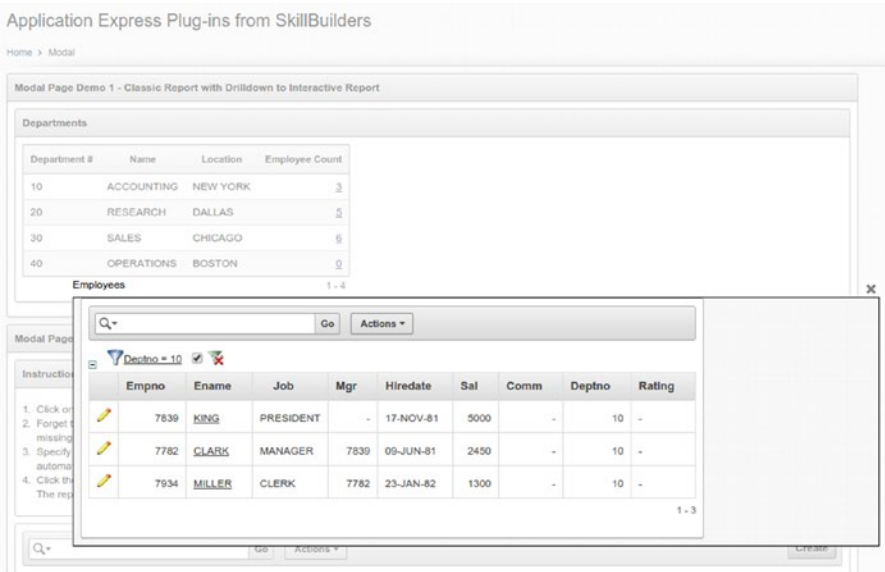 Application Express Plug-ins from SkillBuilders
Home > Modal
Modal Page Demo 1 - Classic Report with Drilldown to Interactive Report
Departments
Department # Name Location Employee Count
10 ACCOUNTING NEW YORK 3
20 RESEARCH DALLAS 5
30 SALES CHICAGO 6
40 OPERATIONS BOSTON 0
1 - 4
Employees
Go Actions
Deptno = 10
Empno Ename Job Mgr Hiredate Sal Comm Deptno Rating
7839 KING PRESIDENT - 17-NOV-81 5000 - 10 -
7782 CLARK MANAGER 7839 09-JUN-81 2450 - 10 -
7934 MILLER CLERK 7782 23-JAN-82 1300 - 10 -
1 - 3
Modal Page
1. Click
2. Forget
missing
3. Specify
4. Click
The
Go Actions Create